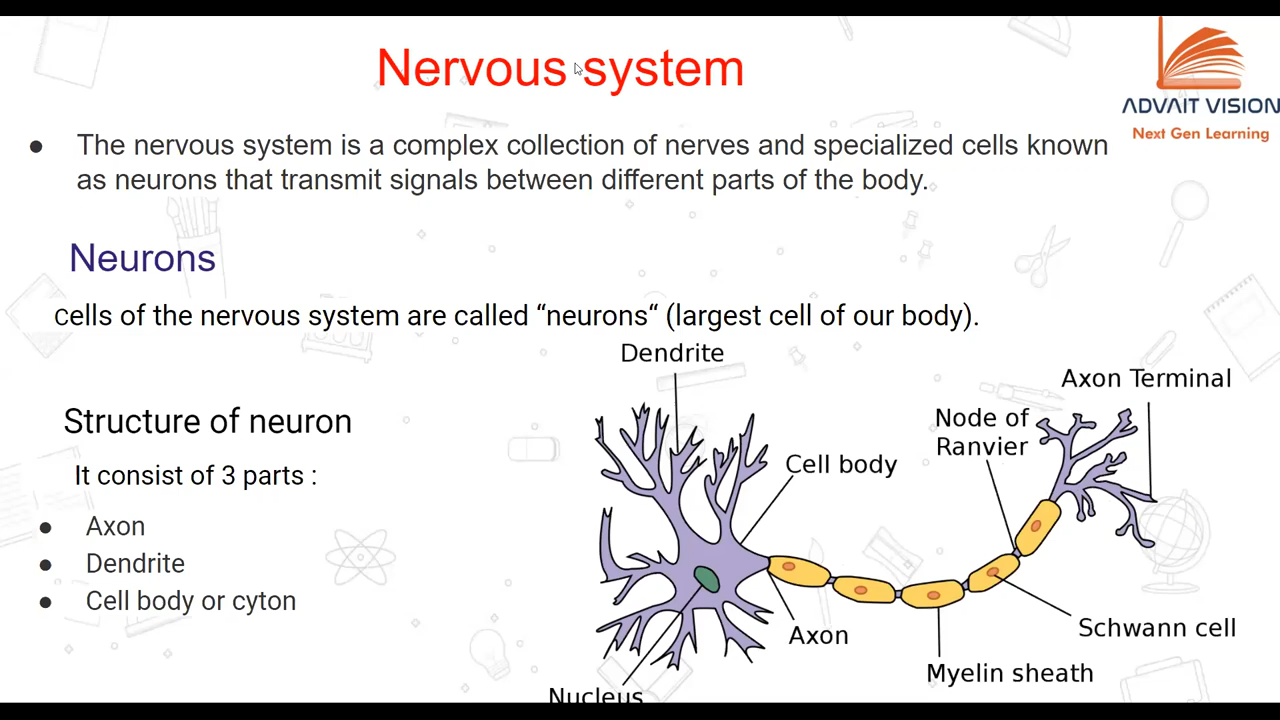 Nervous system
ADVAIT VISION
Next Gen Learning
● The nervous system is a complex collection of nerves and specialized cells known
as neurons that transmit signals between different parts of the body.
Neurons
cells of the nervous system are called “neurons“ (largest cell of our body).
Dendrite
Axon Terminal
Node of
Ranvier
Structure of neuron
Cell body
It consist of 3 parts :
● Axon
● Dendrite
● Cell body or cyton
Axon
Schwann cell
Myelin sheath
Nucleus